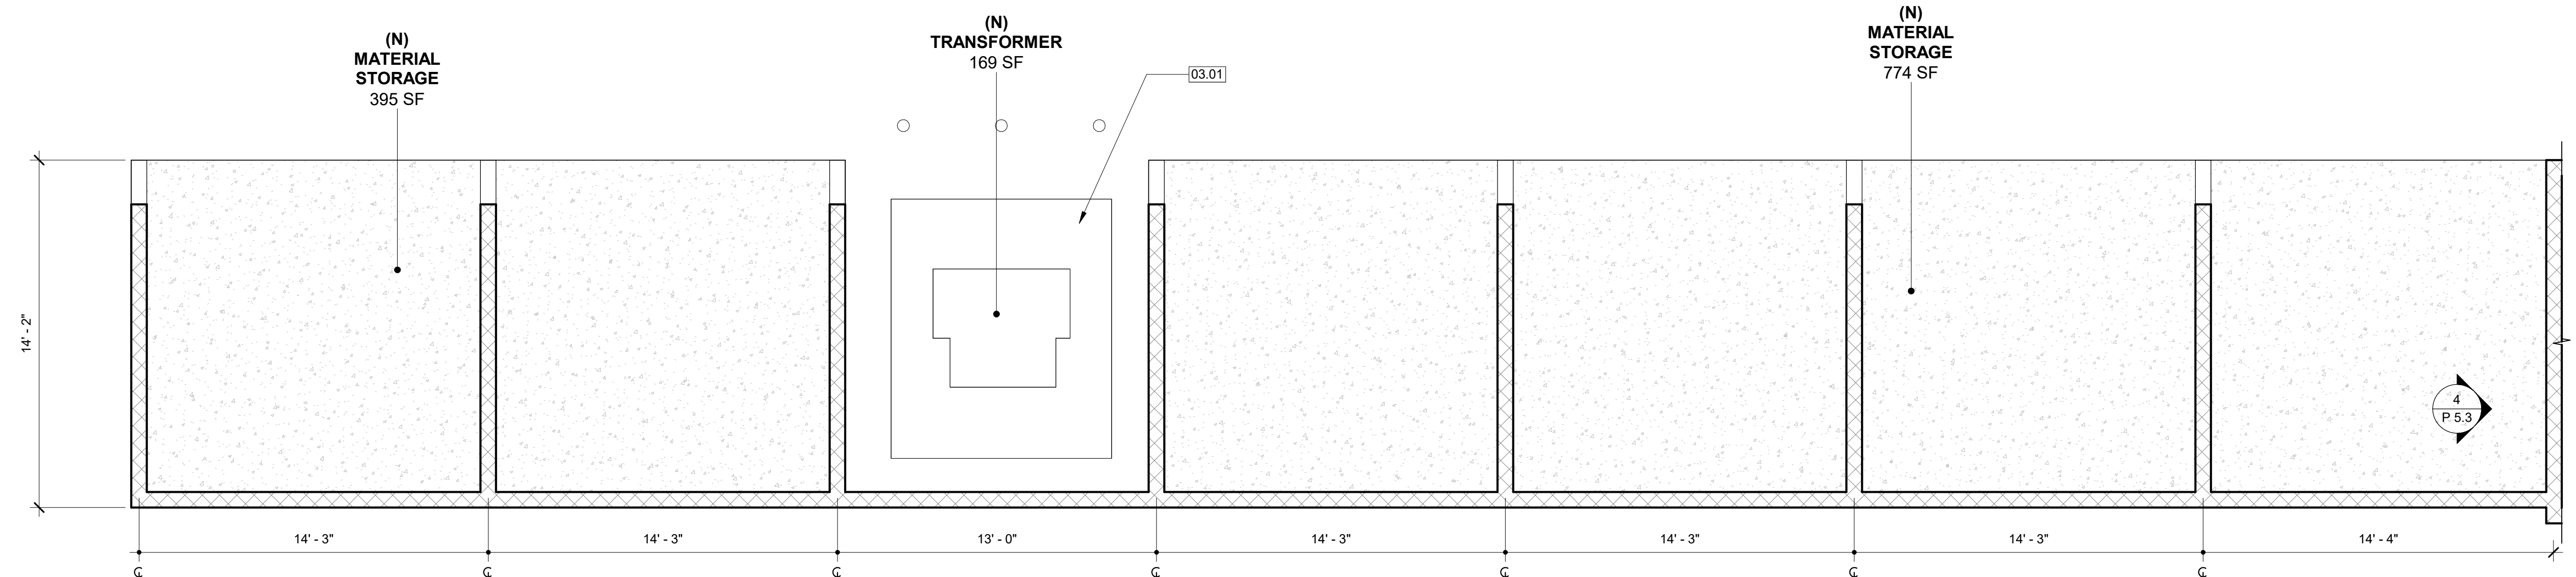 (N)
MATERIAL
STORAGE
395 SF
(N)
TRANSFORMER
169 SF
03.01
(N)
MATERIAL
STORAGE
774 SF
14' - 2"
4
P 5.3
14' - 3"
14' - 3"
13' - 0"
14' - 3"
14' - 3"
14' - 3"
14' - 4"
℄
℄
℄
℄
℄
℄
℄